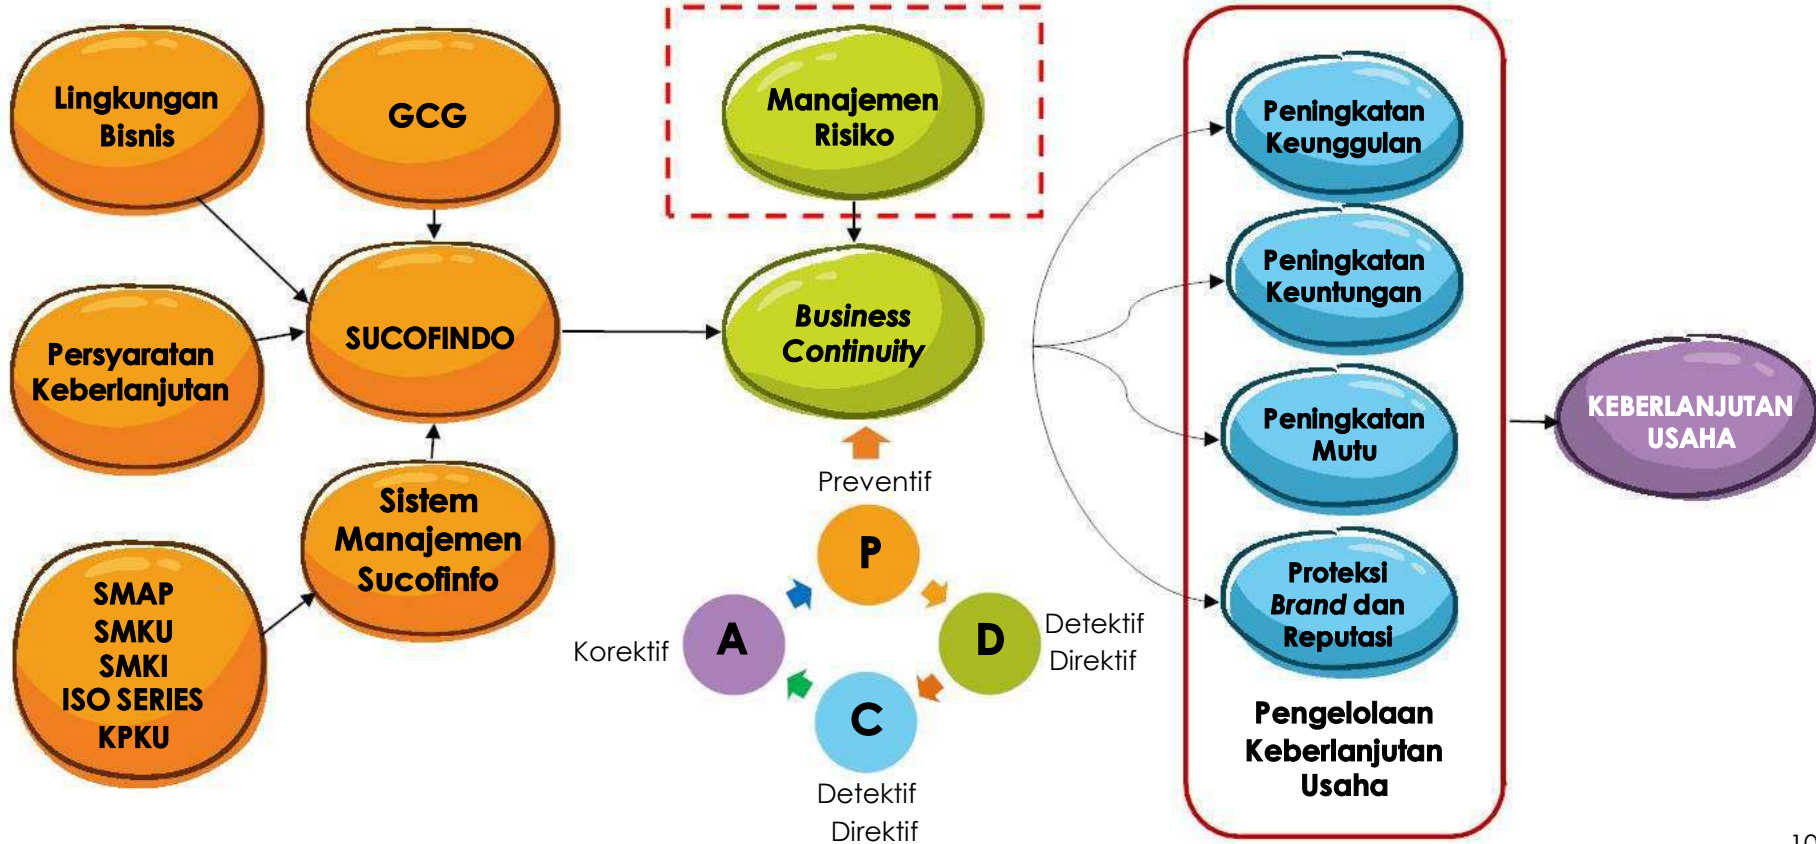 Lingkungan
Bisnis
GCG
Manajemen
Risiko
Peningkatan
Keunggulan
Persyaratan
Keberlanjutan
SUCOFINDO
Business
Continuity
Peningkatan
Keuntungan
Peningkatan
Mutu
KEBERLANJUTAN
USAHA
SMAP
SMKU
SMKI
ISO SERIES
KPKU
Sistem
Manajemen
Sucofinfo
Preventif
P
A
D
C
Korektif
Detektif
Direktif
Detektif
Direktif
Proteksi
Brand dan
Reputasi
Pengelolaan
Keberlanjutan
Usaha